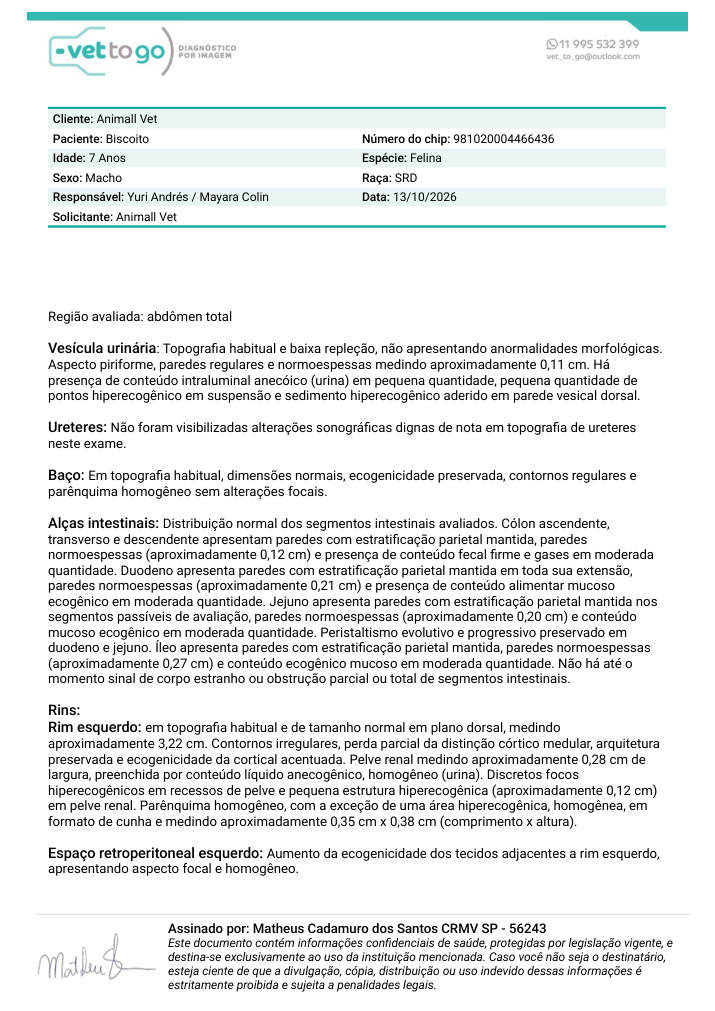 vet to go DIAGNÓSTICO
POR IMAGEM
11 995 532 399
vet_to_go@outlook.com
Cliente: Animall Vet
Paciente: Biscoito Número do chip: 981020004466436
Idade: 7 Anos Espécie: Felina
Sexo: Macho Raça: SRD
Responsável: Yuri Andrés / Mayara Colin Data: 13/10/2026
Solicitante: Animall Vet
Região avaliada: abdômen total
Vesícula urinária: Topografia habitual e baixa repleção, não apresentando anormalidades morfológicas.
Aspecto piriforme, paredes regulares e normoespessas medindo aproximadamente 0,11 cm. Há
presença de conteúdo intraluminal anecóico (urina) em pequena quantidade, pequena quantidade de
pontos hiperecogênico em suspensão e sedimento hiperecogênico aderido em parede vesical dorsal.
Ureteres: Não foram visibilizadas alterações sonográficas dignas de nota em topografia de ureteres
neste exame.
Baço: Em topografia habitual, dimensões normais, ecogenicidade preservada, contornos regulares e
parênquima homogêneo sem alterações focais.
Alças intestinais: Distribuição normal dos segmentos intestinais avaliados. Cólon ascendente,
transverso e descendente apresentam paredes com estratificação parietal mantida, paredes
normoespessas (aproximadamente 0,12 cm) e presença de conteúdo fecal firme e gases em moderada
quantidade. Duodeno apresenta paredes com estratificação parietal mantida em toda sua extensão,
paredes normoespessas (aproximadamente 0,21 cm) e presença de conteúdo alimentar mucoso
ecogênico em moderada quantidade. Jejuno apresenta paredes com estratificação parietal mantida nos
segmentos passíveis de avaliação, paredes normoespessas (aproximadamente 0,20 cm) e conteúdo
mucoso ecogênico em moderada quantidade. Peristaltismo evolutivo e progressivo preservado em
duodeno e jejuno. Íleo apresenta paredes com estratificação parietal mantida, paredes normoespessas
(aproximadamente 0,27 cm) e conteúdo ecogênico mucoso em moderada quantidade. Não há até o
momento sinal de corpo estranho ou obstrução parcial ou total de segmentos intestinais.
Rins:
Rim esquerdo: em topografia habitual e de tamanho normal em plano dorsal, medindo
aproximadamente 3,22 cm. Contornos irregulares, perda parcial da distinção córtico medular, arquitetura
preservada e ecogenicidade da cortical acentuada. Pelve renal medindo aproximadamente 0,28 cm de
largura, preenchida por conteúdo líquido anecogênico, homogêneo (urina). Discretos focos
hiperecogênicos em recessos de pelve e pequena estrutura hiperecogênica (aproximadamente 0,12 cm)
em pelve renal. Parênquima homogêneo, com a exceção de uma área hiperecogênica, homogênea, em
formato de cunha e medindo aproximadamente 0,35 cm x 0,38 cm (comprimento x altura).
Espaço retroperitoneal esquerdo: Aumento da ecogenicidade dos tecidos adjacentes a rim esquerdo,
apresentando aspecto focal e homogêneo.
Assinado por: Matheus Cadamuro dos Santos CRMV SP - 56243
Este documento contém informações confidenciais de saúde, protegidas por legislação vigente, e
destina-se exclusivamente ao uso da instituição mencionada. Caso você não seja o destinatário,
esteja ciente de que a divulgação, cópia, distribuição ou uso indevido dessas informações é
estritamente proibida e sujeita a penalidades legais.